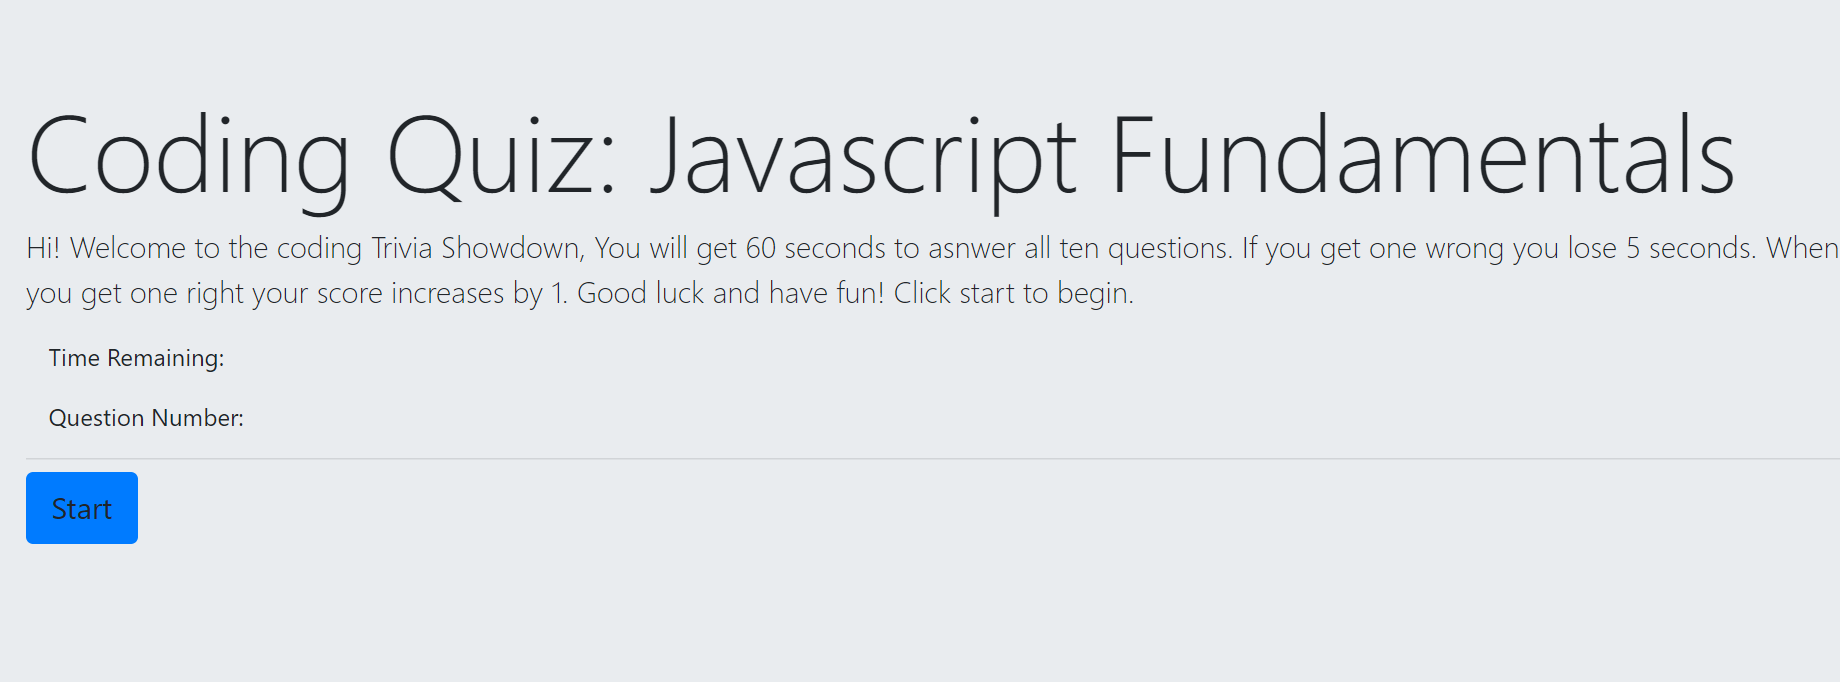 Coding Quiz: Javascript Fundamentals
Hi! Welcome to the coding Trivia Showdown, You will get 60 seconds to asnwer all ten questions. If you get one wrong you lose 5 seconds. When
you get one right your score increases by 1. Good luck and have fun! Click start to begin.
Time Remaining:
Question Number:
Start